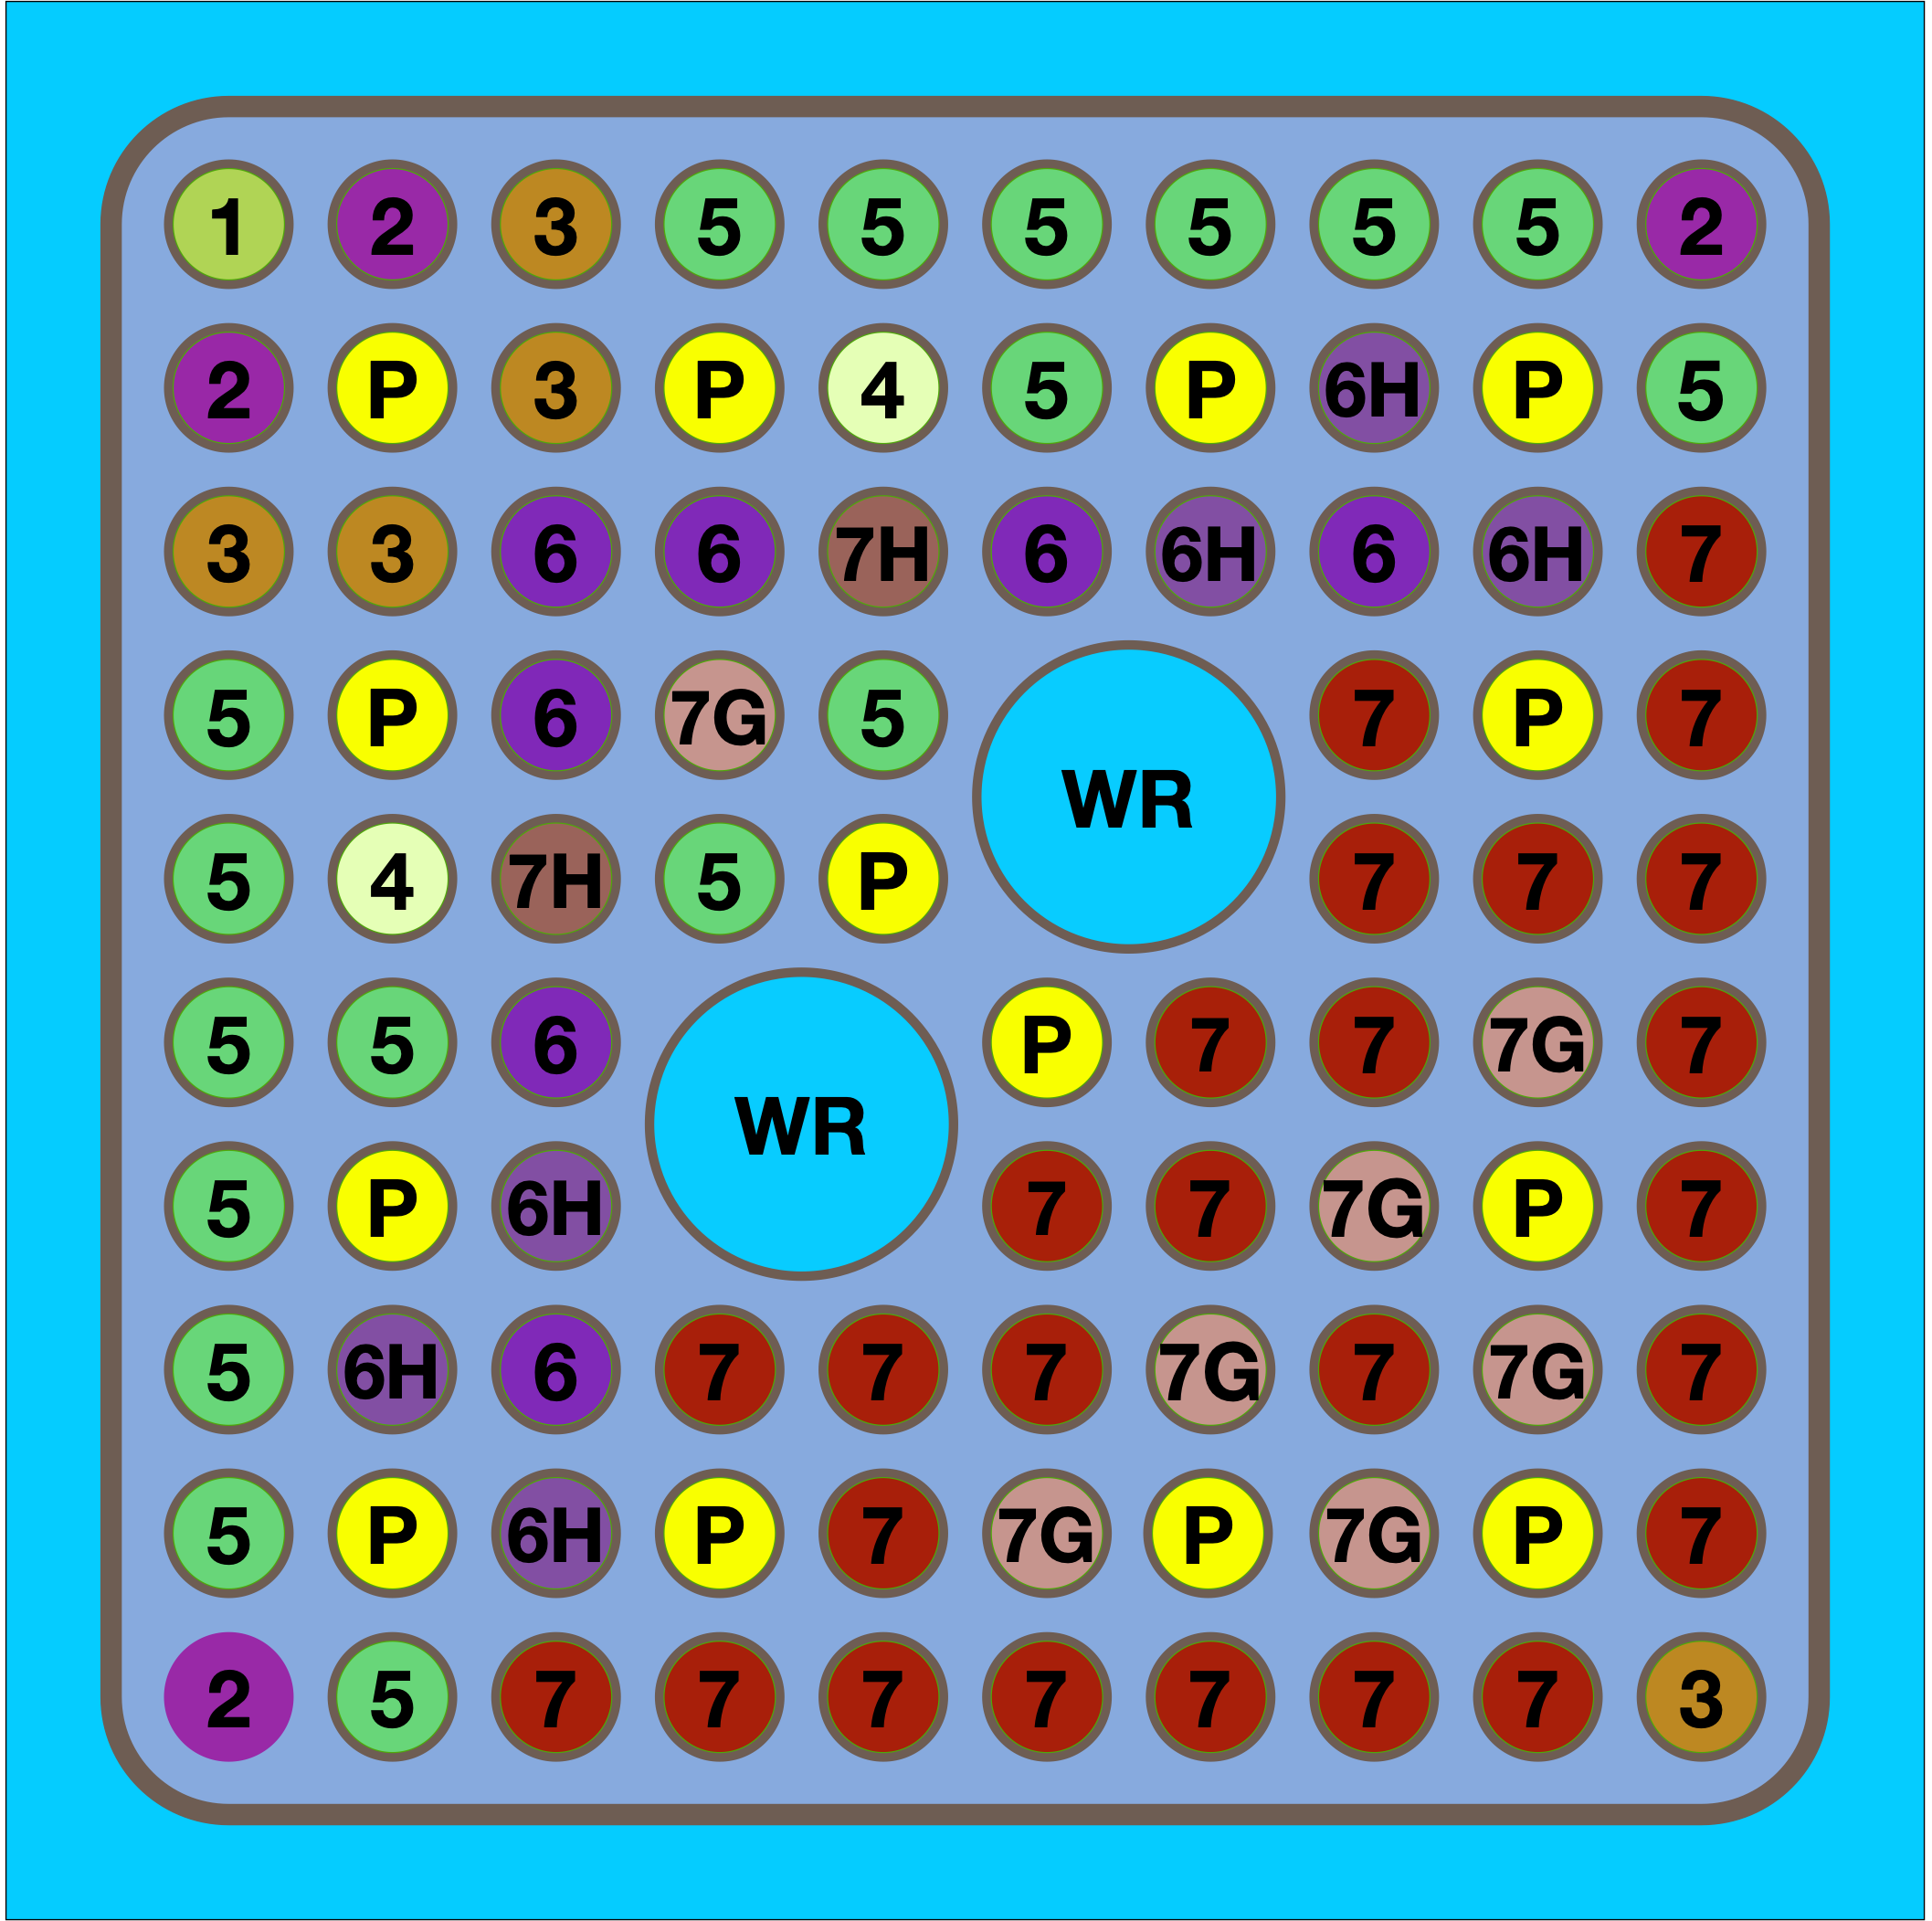 1 2 3 5 5 5 5 5 5 2
2 P 3 P 4 5 P 6H P 5
3 3 6 6 7H 6 6H 6 6H 7
5 P 6 7G 5 7 P 7
WR
5 4 7H 5 P 7 7 7
5 5 6 P 7 7 7G 7
WR
5 P 6H 7 7 7G P 7
5 6H 6 7 7 7 7G 7 7G 7
5 P 6H P 7 7G P 7G P 7
2 5 7 7 7 7 7 7 7 3